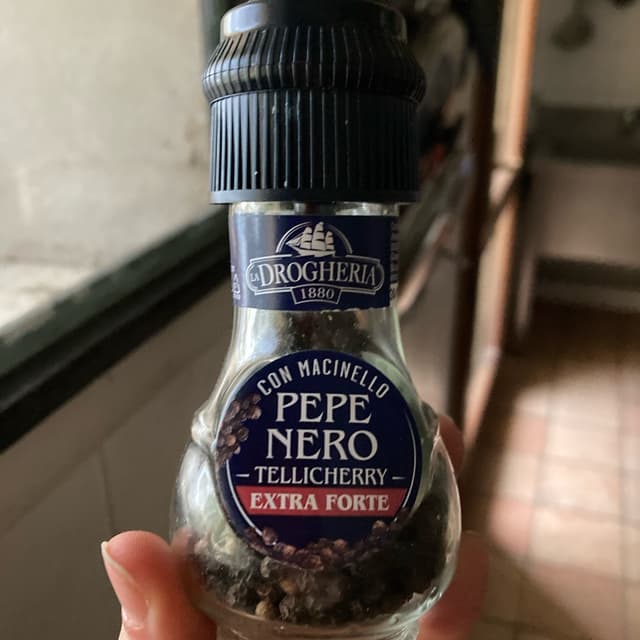 LA DROGHERIA
1880
CON MACINELLO
PEPE
NERO
TELLICHERRY
EXTRA FORTE